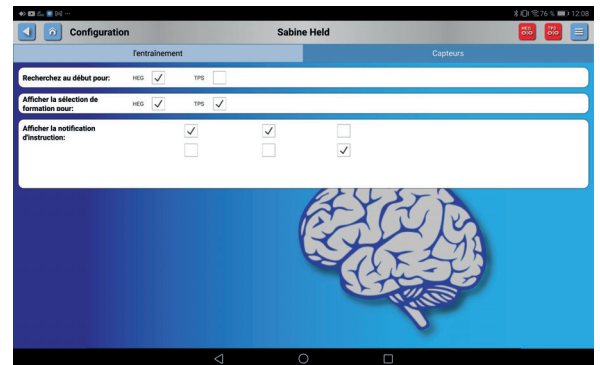 76 % 12:08
Configuration Sabine Held HEG TPS
l'entraînement Capteurs
Recherchez au début pour: HEG TPS
Afficher la sélection de HEG TPS
formation pour:
Afficher la notification
d'instruction: